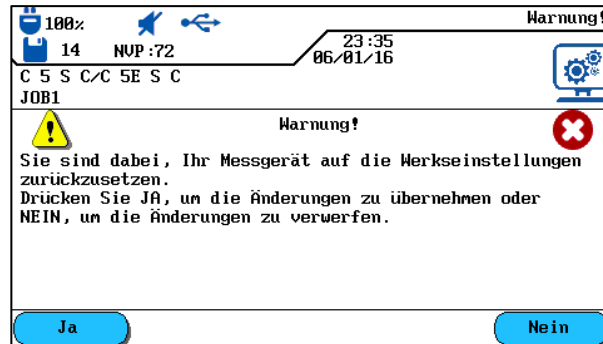 100% Warnung!
14 NVP:72 23:35
06/01/16
C 5 S C/C 5E S C
JOB1
Warnung!
Sie sind dabei, Ihr Messgerät auf die Werkseinstellungen
zurückzusetzen.
Drücken Sie JA, um die Änderungen zu übernehmen oder
NEIN, um die Änderungen zu verwerfen.
Ja Nein